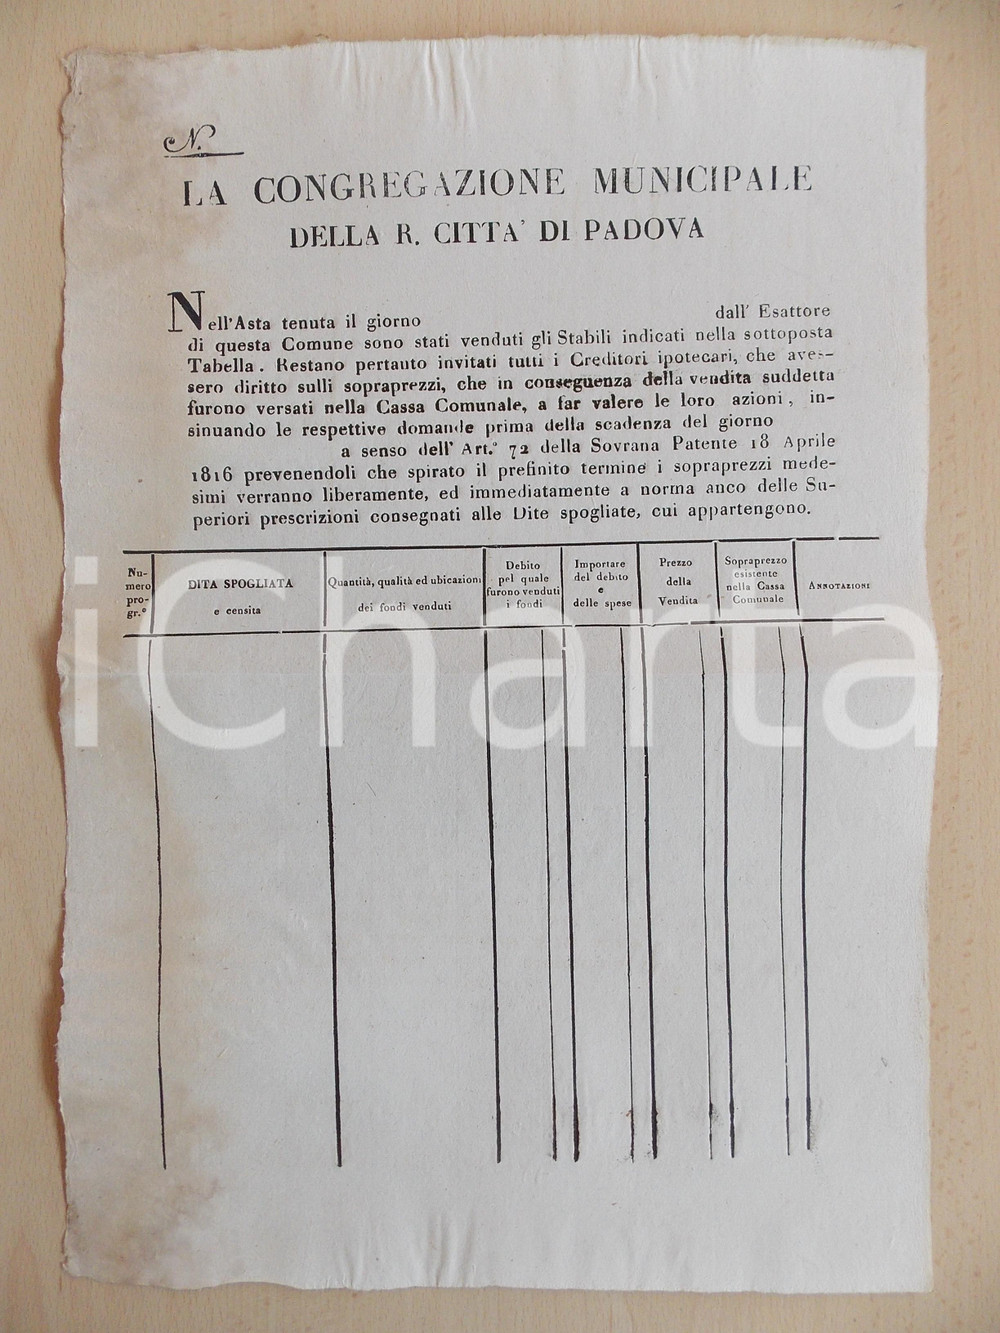 N.
LA CONGREGAZIONE MUNICIPALE
DELLA R. CITTA' DI PADOVA
Nell'Asta tenuta il giorno dall' Esattore
di questa Comune sono stati venduti gli Stabili indicati nella sottoposta
Tabella. Restano pertauto invitati tutti i Creditori ipotecari, che aves-
sero diritto sulli sopraprezzi, che in conseguenza della vendita suddetta
furono versati nella Cassa Comunale, a far valere le loro azioni, in-
sinuando le respettive domande prima della scadenza del giorno
a senso dell' Art.º 72 della Sovrana Patente 18 Aprile
1816 prevenendoli che spirato il prefinito termine i sopraprezzi mede-
simi verranno liberamente, ed immediatamente a norma anco delle Su-
periori prescrizioni consegnati alle Dite spogliate, cui appartengono.
Nu-
mero
pro-
gr.º
DITA SPOGLIATA
e censita
Quantità, qualità ed ubicazioni
dei fondi venduti
Debito
pel quale
furono venduti
i fondi
Importare
del debito
e
delle spese
Prezzo
della
Vendita
Sopraprezzo
esistente
nella Cassa
Comunale
ANNOTAZIONI
iCharta